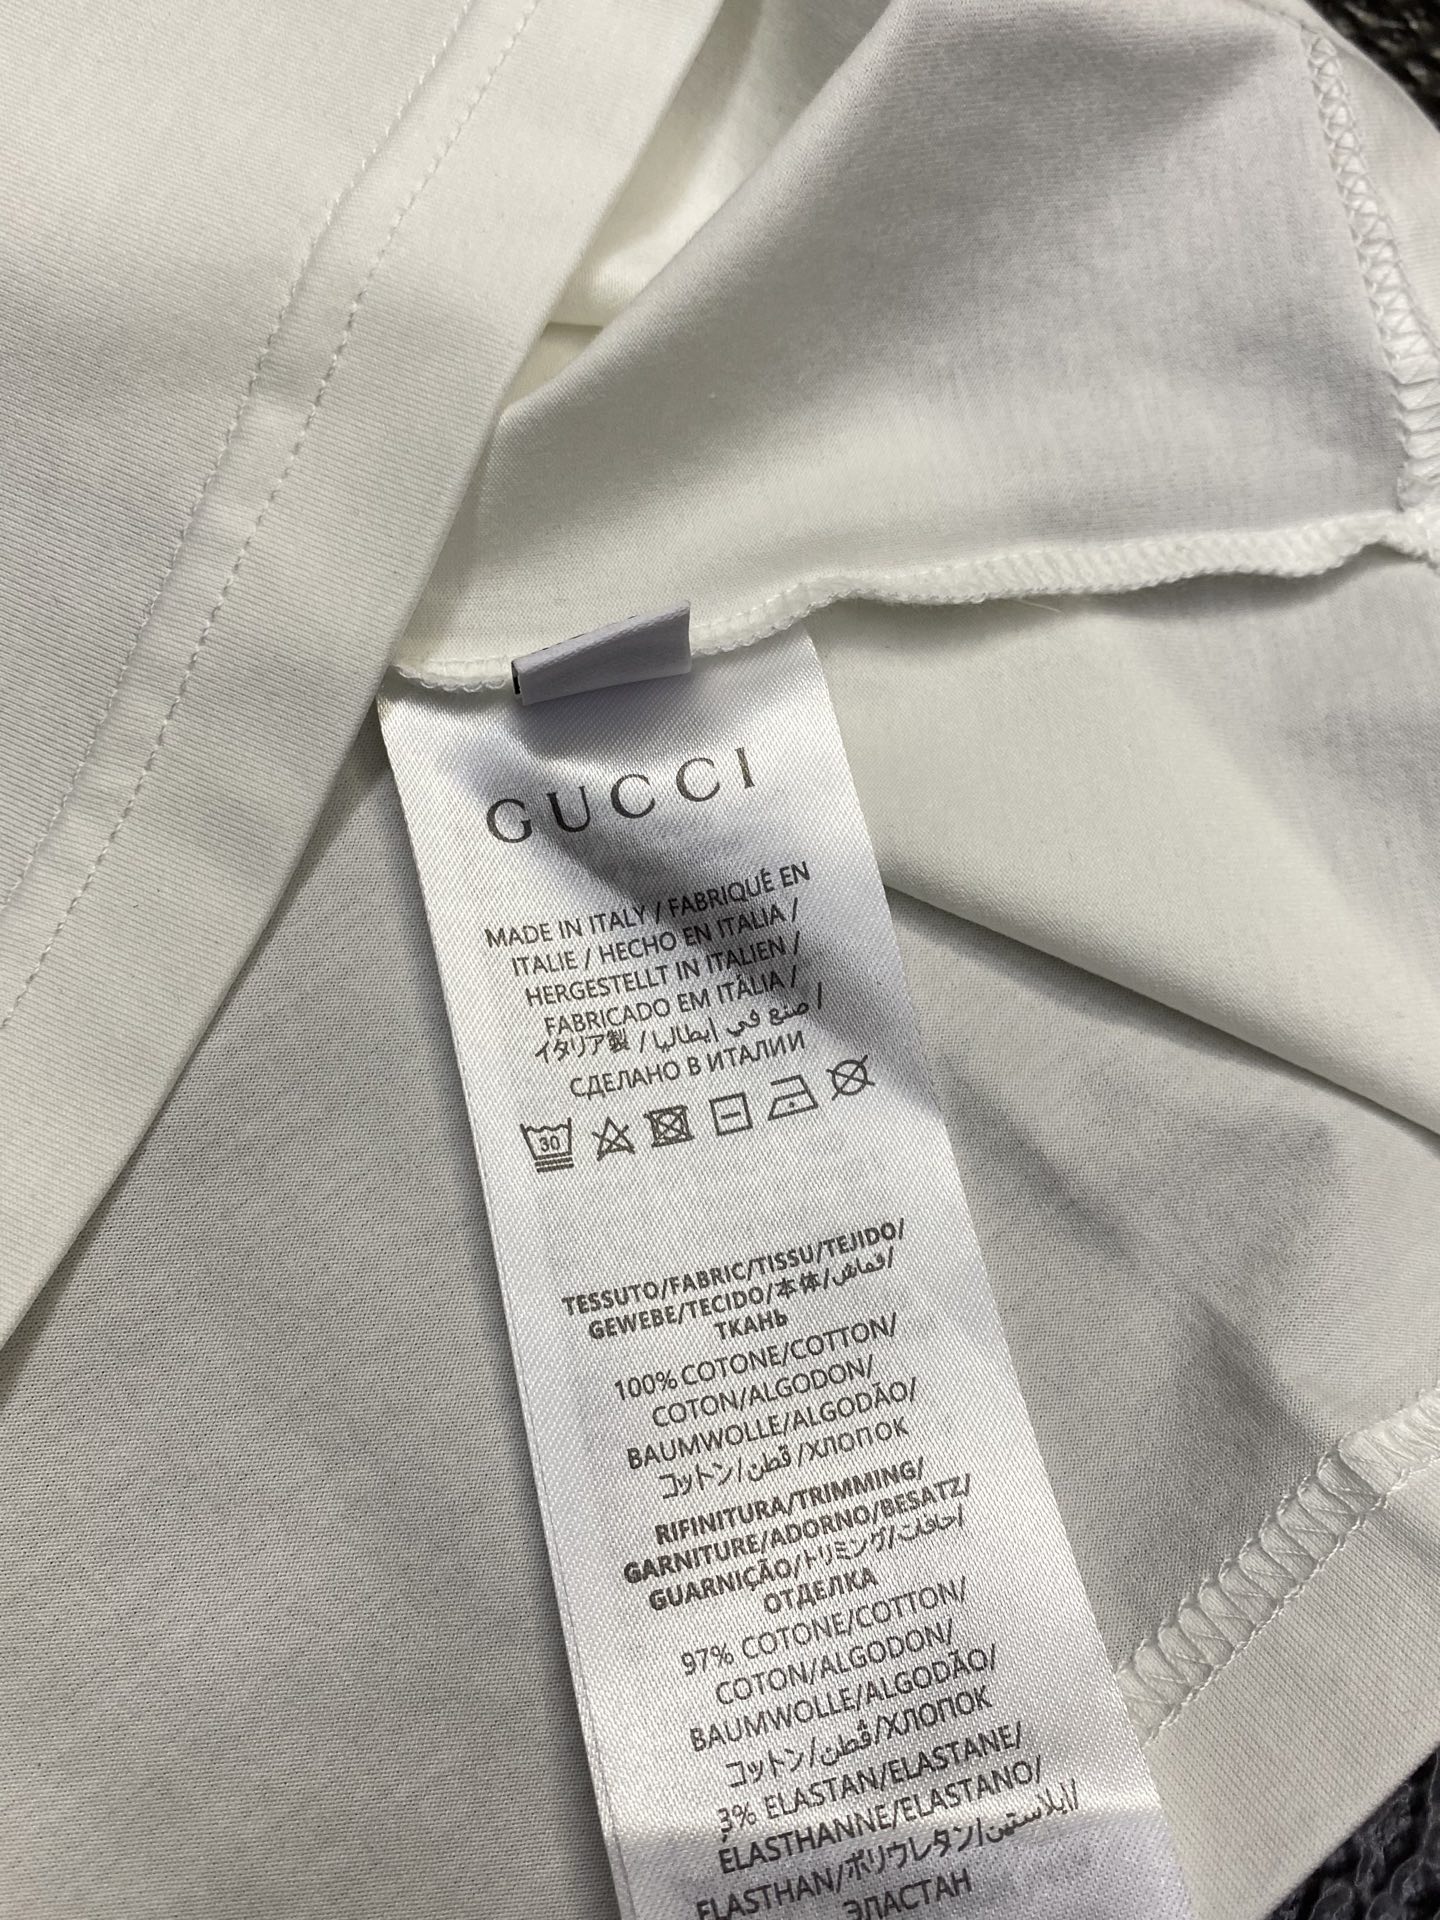 GUCCI
MADE IN ITALY / FABRIQUÉ EN
ITALIE / HECHO EN ITALIA /
HERGESTELLT IN ITALIEN /
FABRICADO EM ITÁLIA /
イタリア製 / صنع في إيطاليا /
СДЕЛАНО В ИТАЛИИ
30
TESSUTO/FABRIC/TISSU/TEJIDO/
GEWEBE/TECIDO/本体/قماش/
ТКАНЬ
100% COTONE/COTTON/
COTON/ALGODON/
BAUMWOLLE/ALGODÃO/
コットン/قطن/ХЛОПОК
RIFINITURA/TRIMMING/
GARNITURE/ADORNO/BESATZ/
GUARNIÇÃO/トリミング/حافات/
ОТДЕЛКА
97% COTONE/COTTON/
COTON/ALGODON/
BAUMWOLLE/ALGODÃO/
コットン/قطن/ХЛОПОК
3% ELASTAN/ELASTANE/
ÉLASTHANNE/ELASTANO/
ELASTHAN/ポリウレタン/إيلاستين/
ЭЛАСТАН